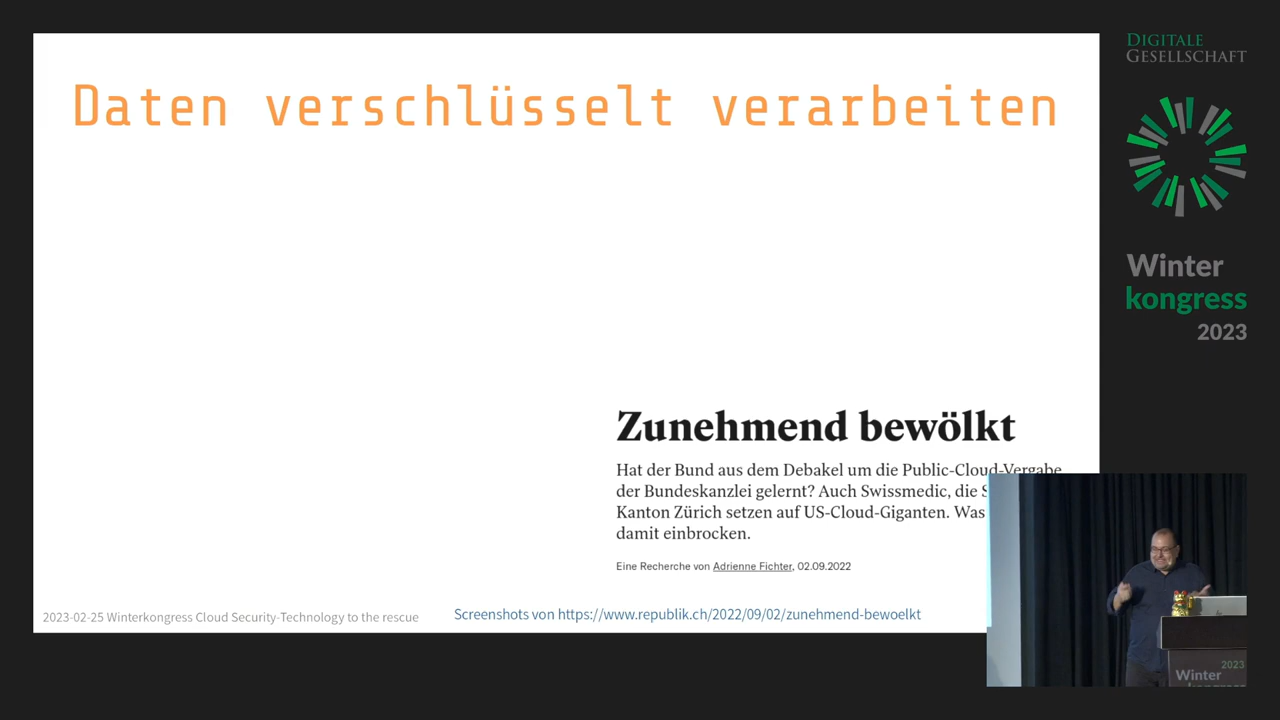 Daten verschlüsselt verarbeiten
DIGITALE
GESELLSCHAFT
Winter
kongress
2023
Zunehmend bewölkt
Hat der Bund aus dem Debakel um die Public-Cloud-Vergabe
der Bundeskanzlei gelernt? Auch Swissmedic, die
Kanton Zürich setzen auf US-Cloud-Giganten. Was
damit einbrocken.
Eine Recherche von Adrienne Fichter, 02.09.2022
2023-02-25 Winterkongress Cloud Security-Technology to the rescue
Screenshots von https://www.republik.ch/2022/09/02/zunehmend-bewoelkt
2023
Winter